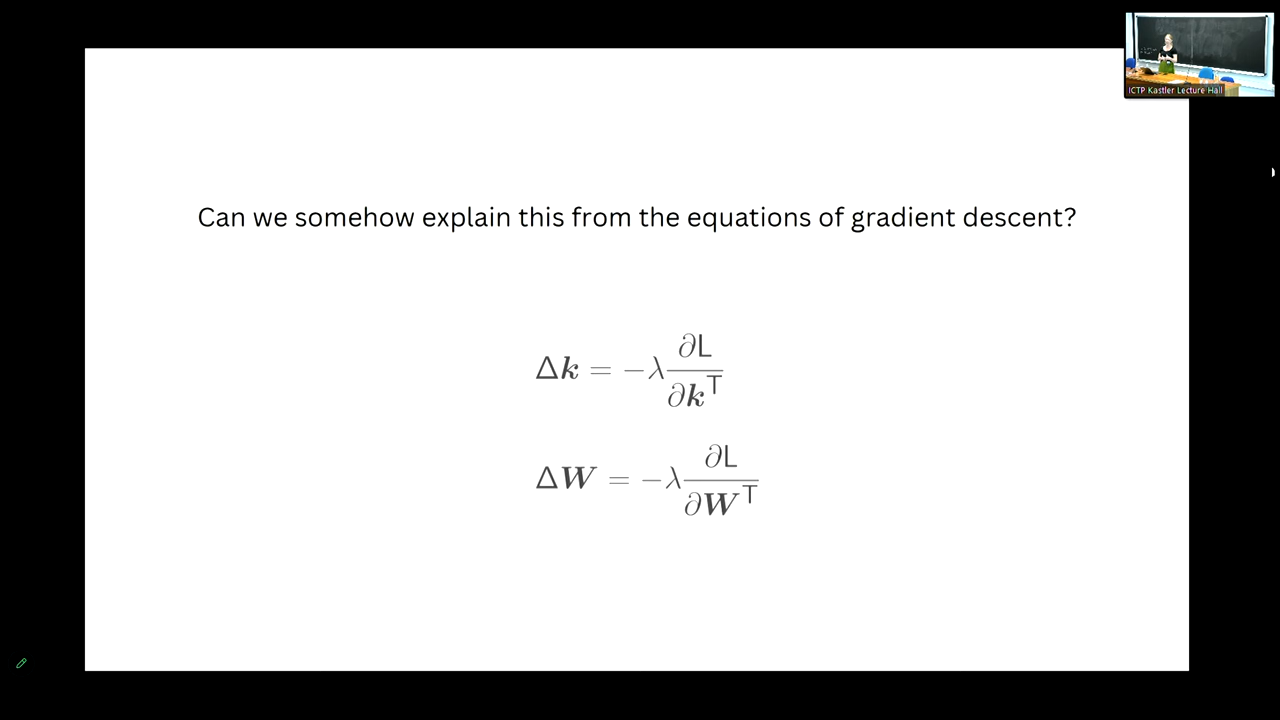 ICTP Kastler Lecture Hall
Can we somehow explain this from the equations of gradient descent?
Δk = −λ ∂L/∂kᵀ
ΔW = −λ ∂L/∂Wᵀ